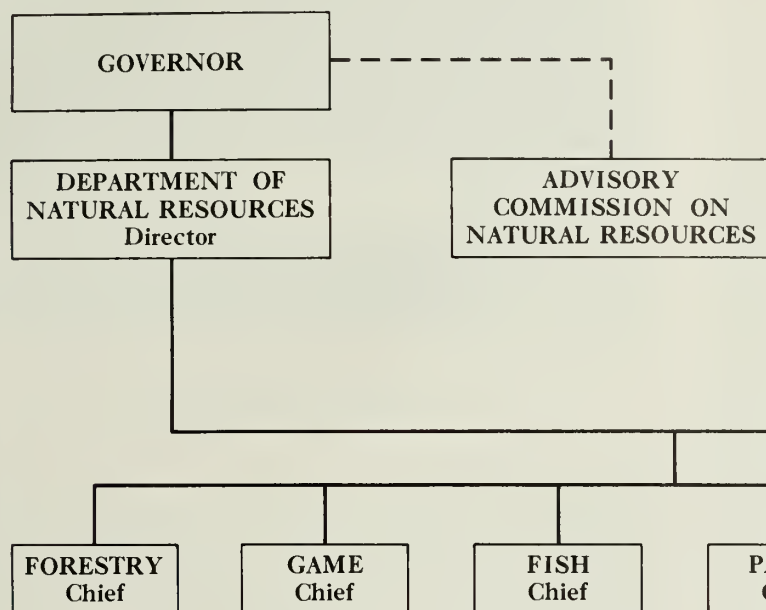 GOVERNOR
DEPARTMENT OF
NATURAL RESOURCES
Director
ADVISORY
COMMISSION ON
NATURAL RESOURCES
FORESTRY
Chief
GAME
Chief
FISH
Chief